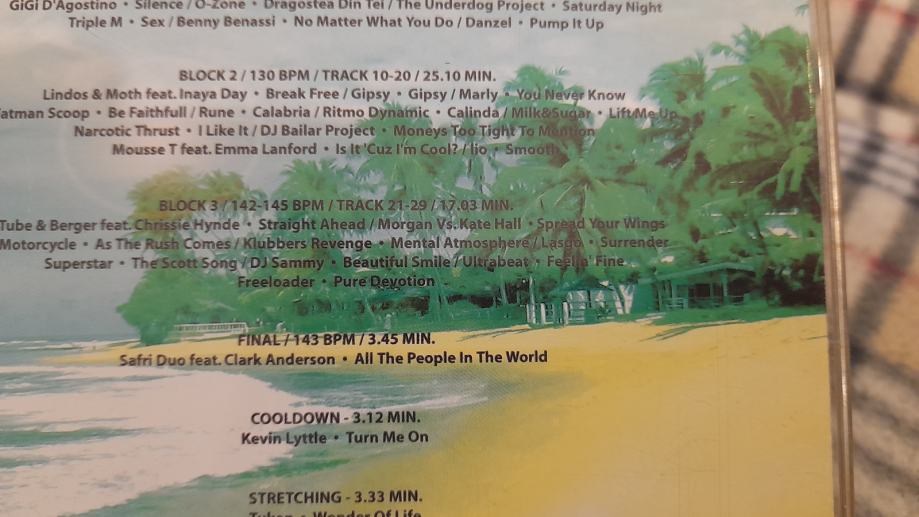 GiGi D'Agostino • Silence / O-Zone • Dragostea Din Tei / The Underdog Project • Saturday Night
Triple M • Sex / Benny Benassi • No Matter What You Do / Danzel • Pump It Up
BLOCK 2 / 130 BPM / TRACK 10-20 / 25.10 MIN.
Lindos & Moth feat. Inaya Day • Break Free / Gipsy • Gipsy / Marly • You Never Know
atman Scoop • Be Faithfull / Rune • Calabria / Ritmo Dynamic • Calinda / Milk&Sugar • Lift Me Up
Narcotic Thrust • I Like It / DJ Bailar Project • Moneys Too Tight To Mention
Mousse T feat. Emma Lanford • Is It 'Cuz I'm Cool? / Iio • Smooth
BLOCK 3 / 142-145 BPM / TRACK 21-29 / 17.03 MIN.
Tube & Berger feat. Chrissie Hynde • Straight Ahead / Morgan Vs. Kate Hall • Spread Your Wings
Motorcycle • As The Rush Comes / Klubbers Revenge • Mental Atmosphere / Lasgo • Surrender
Superstar • The Scott Song / DJ Sammy • Beautiful Smile / Ultrabeat • Feelin' Fine
Freeloader • Pure Devotion
FINAL / 143 BPM / 3.45 MIN.
Safri Duo feat. Clark Anderson • All The People In The World
COOLDOWN - 3.12 MIN.
Kevin Lyttle • Turn Me On
STRETCHING - 3.33 MIN.
Wonder Of Life